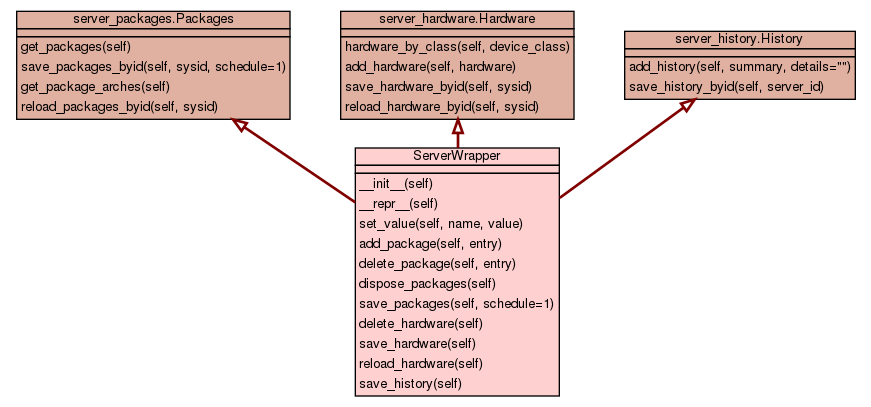 server_packages.Packages
get_packages(self)
save_packages_byid(self, sysid, schedule=1)
get_package_arches(self)
reload_packages_byid(self, sysid)
server_hardware.Hardware
hardware_by_class(self, device_class)
add_hardware(self, hardware)
save_hardware_byid(self, sysid)
reload_hardware_byid(self, sysid)
server_history.History
add_history(self, summary, details="")
save_history_byid(self, server_id)
ServerWrapper
__init__(self)
__repr__(self)
set_value(self, name, value)
add_package(self, entry)
delete_package(self, entry)
dispose_packages(self)
save_packages(self, schedule=1)
delete_hardware(self)
save_hardware(self)
reload_hardware(self)
save_history(self)